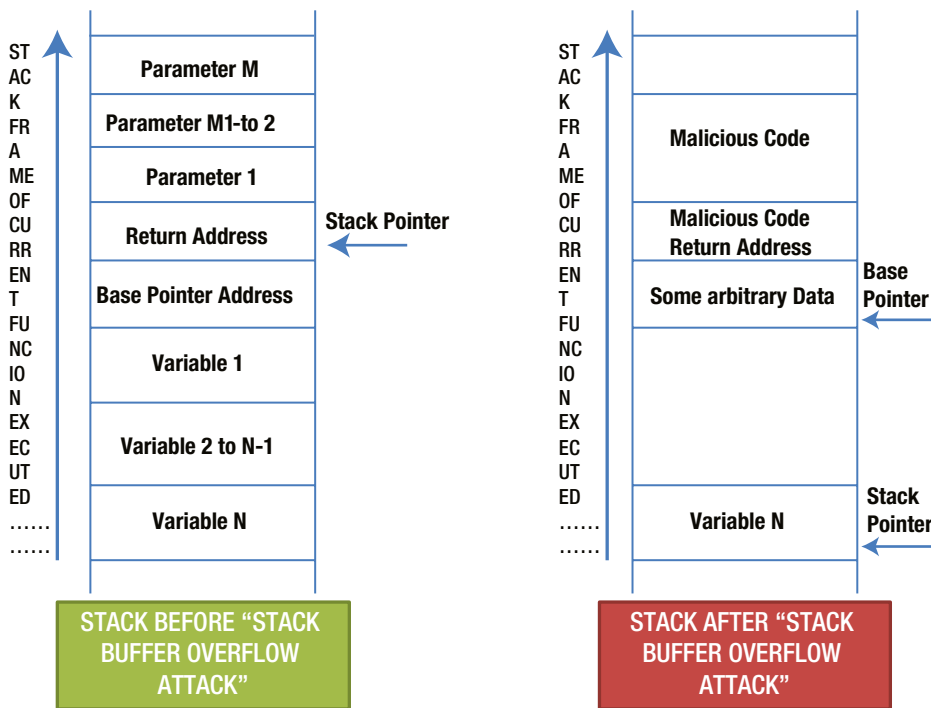 ST
AC
K
FR
A
ME
OF
CU
RR
EN
T
FU
NC
IO
N
EX
EC
UT
ED
......
......
Parameter M
Parameter M1-to 2
Parameter 1
Return Address
Base Pointer Address
Variable 1
Variable 2 to N-1
Variable N
Stack Pointer
STACK BEFORE “STACK
BUFFER OVERFLOW
ATTACK”
ST
AC
K
FR
A
ME
OF
CU
RR
EN
T
FU
NC
IO
N
EX
EC
UT
ED
......
......
Malicious Code
Malicious Code
Return Address
Some arbitrary Data
Variable N
Base
Pointer
Stack
Pointer
STACK AFTER “STACK
BUFFER OVERFLOW
ATTACK”